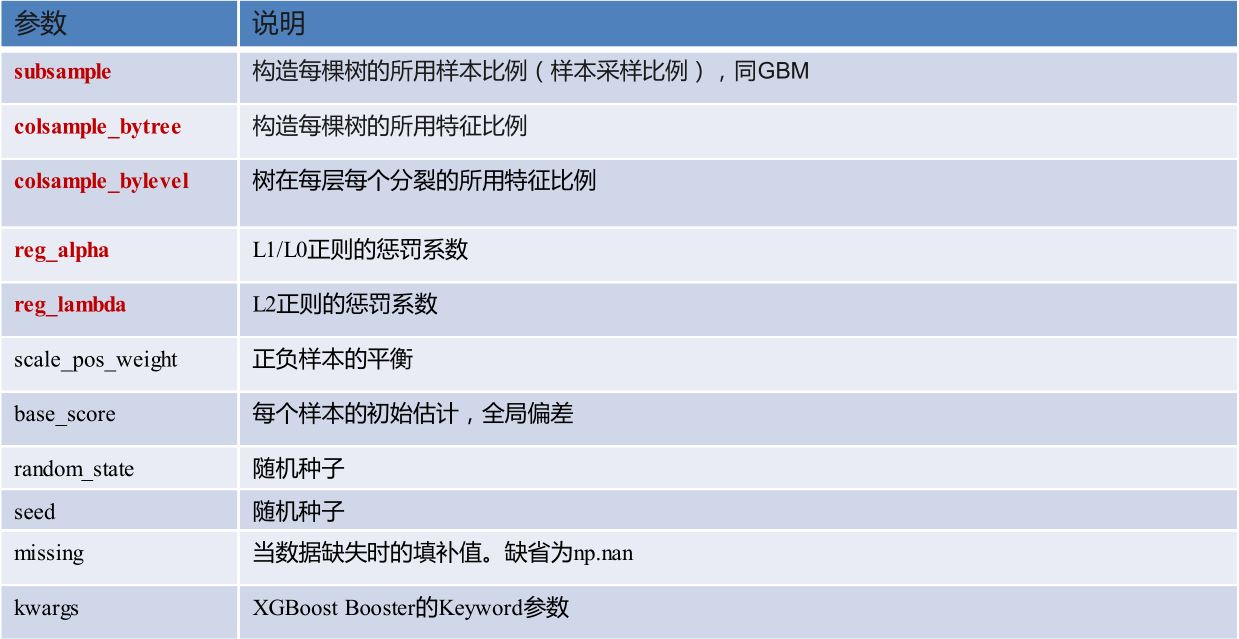 参数 说明
subsample 构造每棵树的所用样本比例（样本采样比例），同GBM
colsample_bytree 构造每棵树的所用特征比例
colsample_bylevel 树在每层每个分裂的所用特征比例
reg_alpha L1/L0正则的惩罚系数
reg_lambda L2正则的惩罚系数
scale_pos_weight 正负样本的平衡
base_score 每个样本的初始估计，全局偏差
random_state 随机种子
seed 随机种子
missing 当数据缺失时的填补值。缺省为np.nan
kwargs XGBoost Booster的Keyword参数